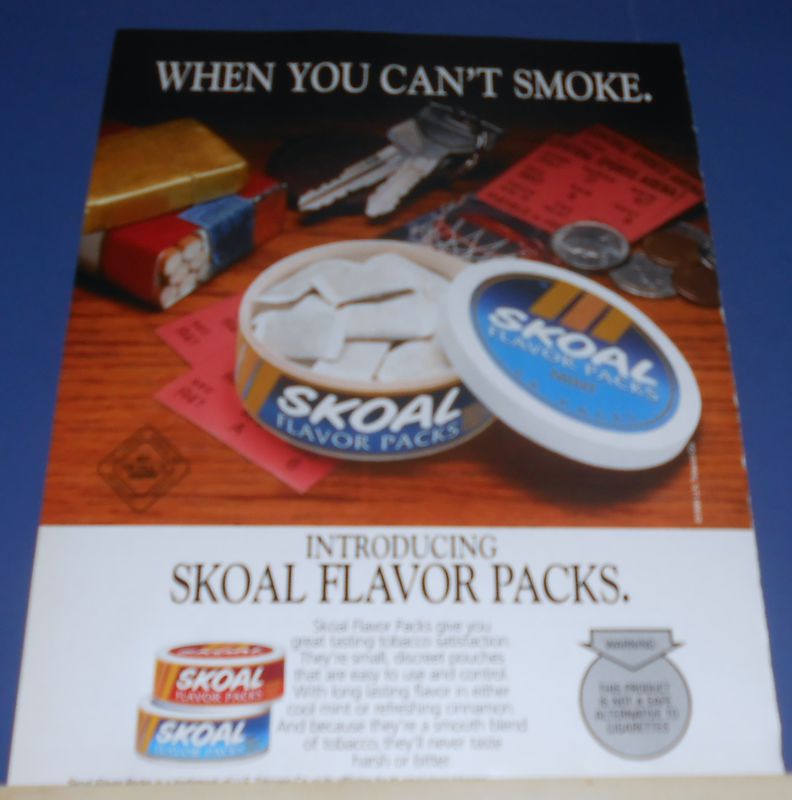 WHEN YOU CAN'T SMOKE.
SKOAL
FLAVOR PACKS
MINT
SKOAL
FLAVOR PACKS
INTRODUCING
SKOAL FLAVOR PACKS.
Skoal Flavor Packs give you
great tasting tobacco satisfaction.
They're small, discreet pouches
that are easy to use and control.
With long lasting flavor in either
cool mint or refreshing cinnamon.
And because they're a smooth blend
of tobacco, they'll never taste
harsh or bitter.
SKOAL
FLAVOR PACKS
SKOAL
FLAVOR PACKS
WARNING
THIS PRODUCT
IS NOT A SAFE
ALTERNATIVE TO
CIGARETTES